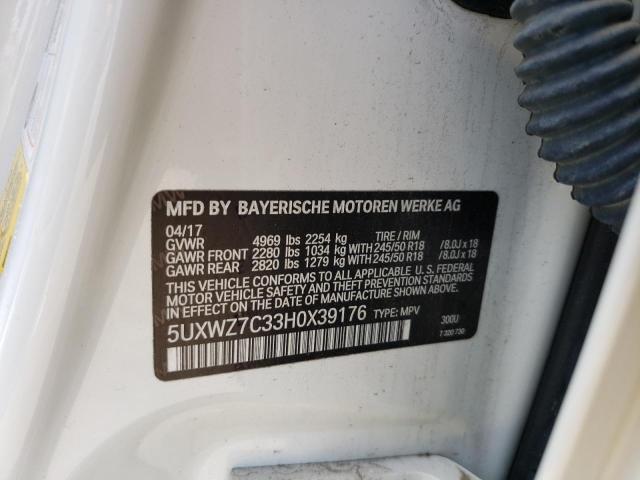 MFD BY BAYERISCHE MOTOREN WERKE AG
04/17
GVWR 4969 lbs 2254 kg TIRE / RIM
GAWR FRONT 2280 lbs 1034 kg WITH 245/50 R18 /8.0J x 18
GAWR REAR 2820 lbs 1279 kg WITH 245/50 R18 /8.0J x 18
THIS VEHICLE CONFORMS TO ALL APPLICABLE U.S. FEDERAL
MOTOR VEHICLE SAFETY AND THEFT PREVENTION STANDARDS
IN EFFECT ON THE DATE OF MANUFACTURE SHOWN ABOVE.
5UXWZ7C33H0X39176 TYPE: MPV 300U
7 320 730